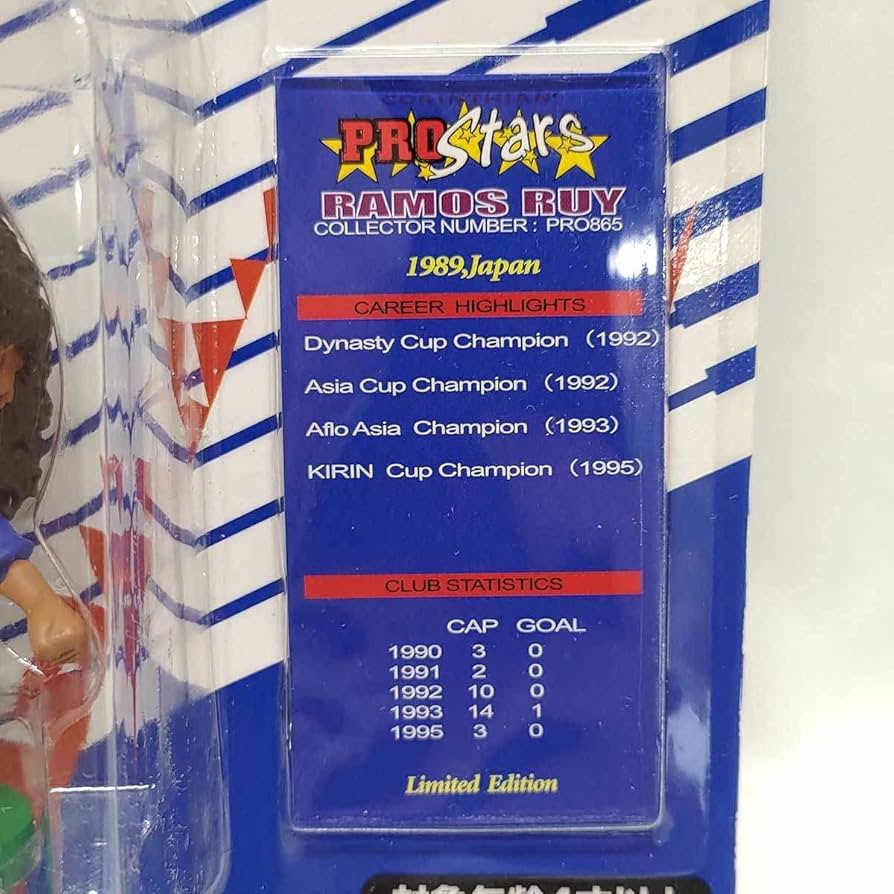 CORINTHIAN
PROStars
RAMOS RUY
COLLECTOR NUMBER : PRO865
1989,Japan
CAREER HIGHLIGHTS
Dynasty Cup Champion (1992)
Asia Cup Champion (1992)
Aflo Asia Champion (1993)
KIRIN Cup Champion (1995)
CLUB STATISTICS
CAP GOAL
1990 3 0
1991 2 0
1992 10 0
1993 14 1
1995 3 0
Limited Edition